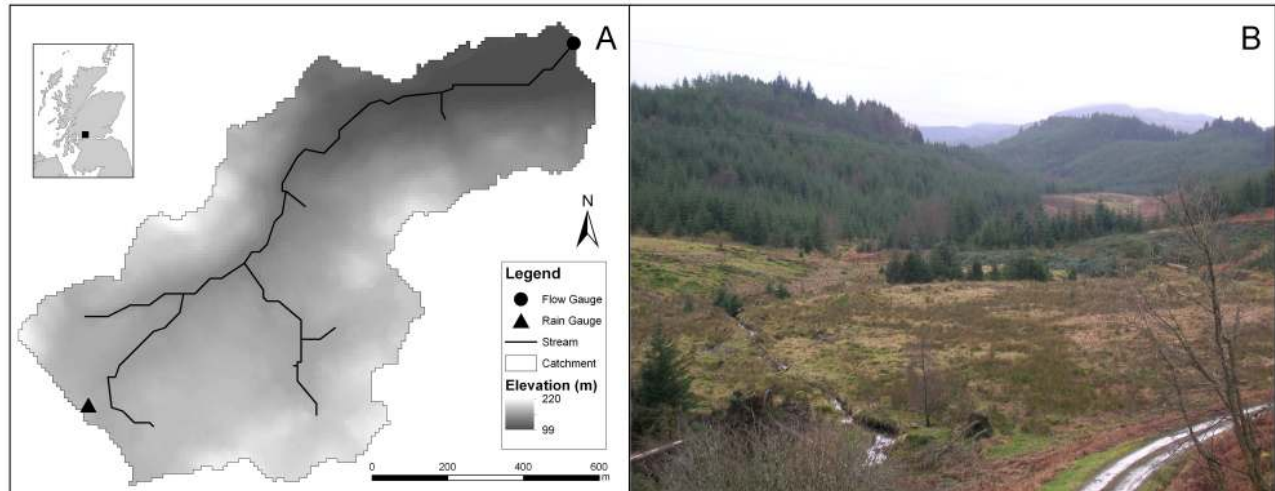 A
B
N
Legend
Flow Gauge
Rain Gauge
Stream
Catchment
Elevation (m)
220
99
0 200 400 600
m